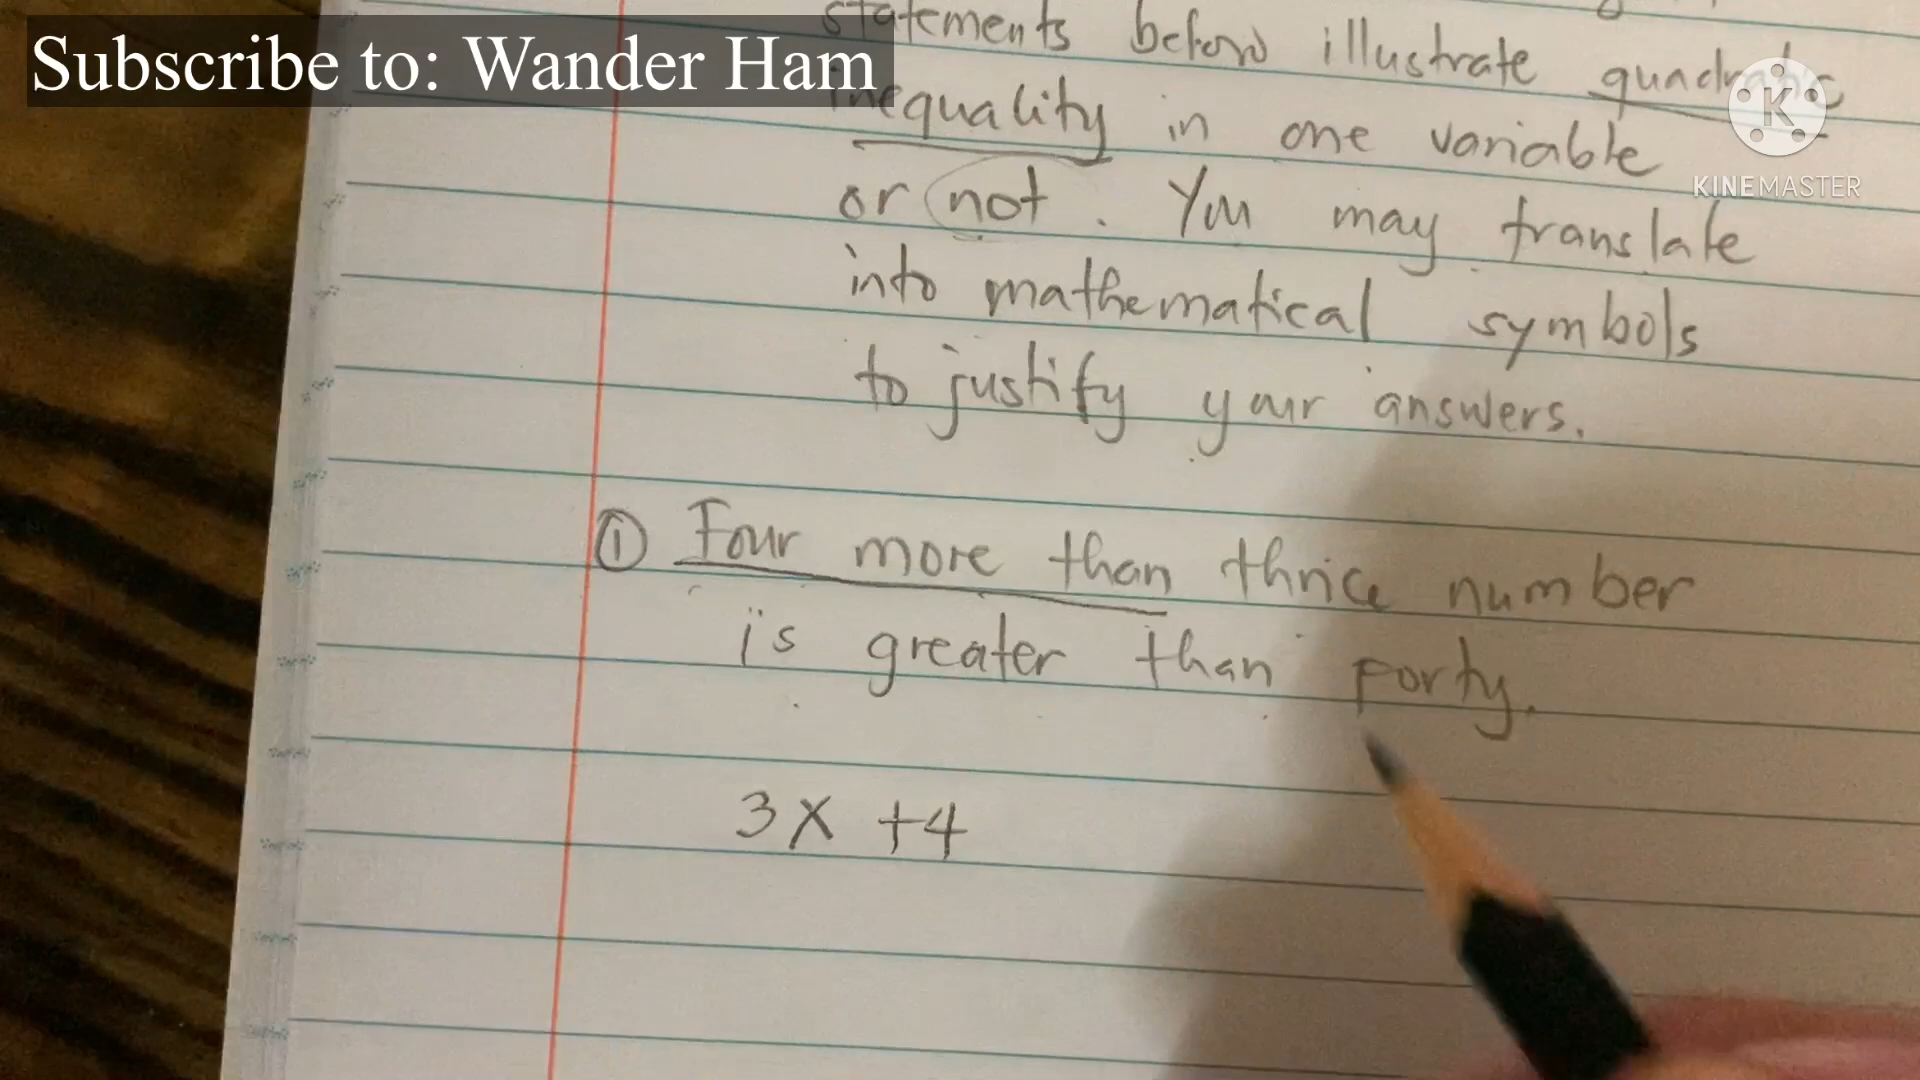 Subscribe to: Wander Ham
statements below illustrate quadratic
inequality in one variable
or not. You may translate
into mathematical symbols
to justify your answers.
KINEMASTER
① Four more than thrice number
is greater than porty.
3x +4